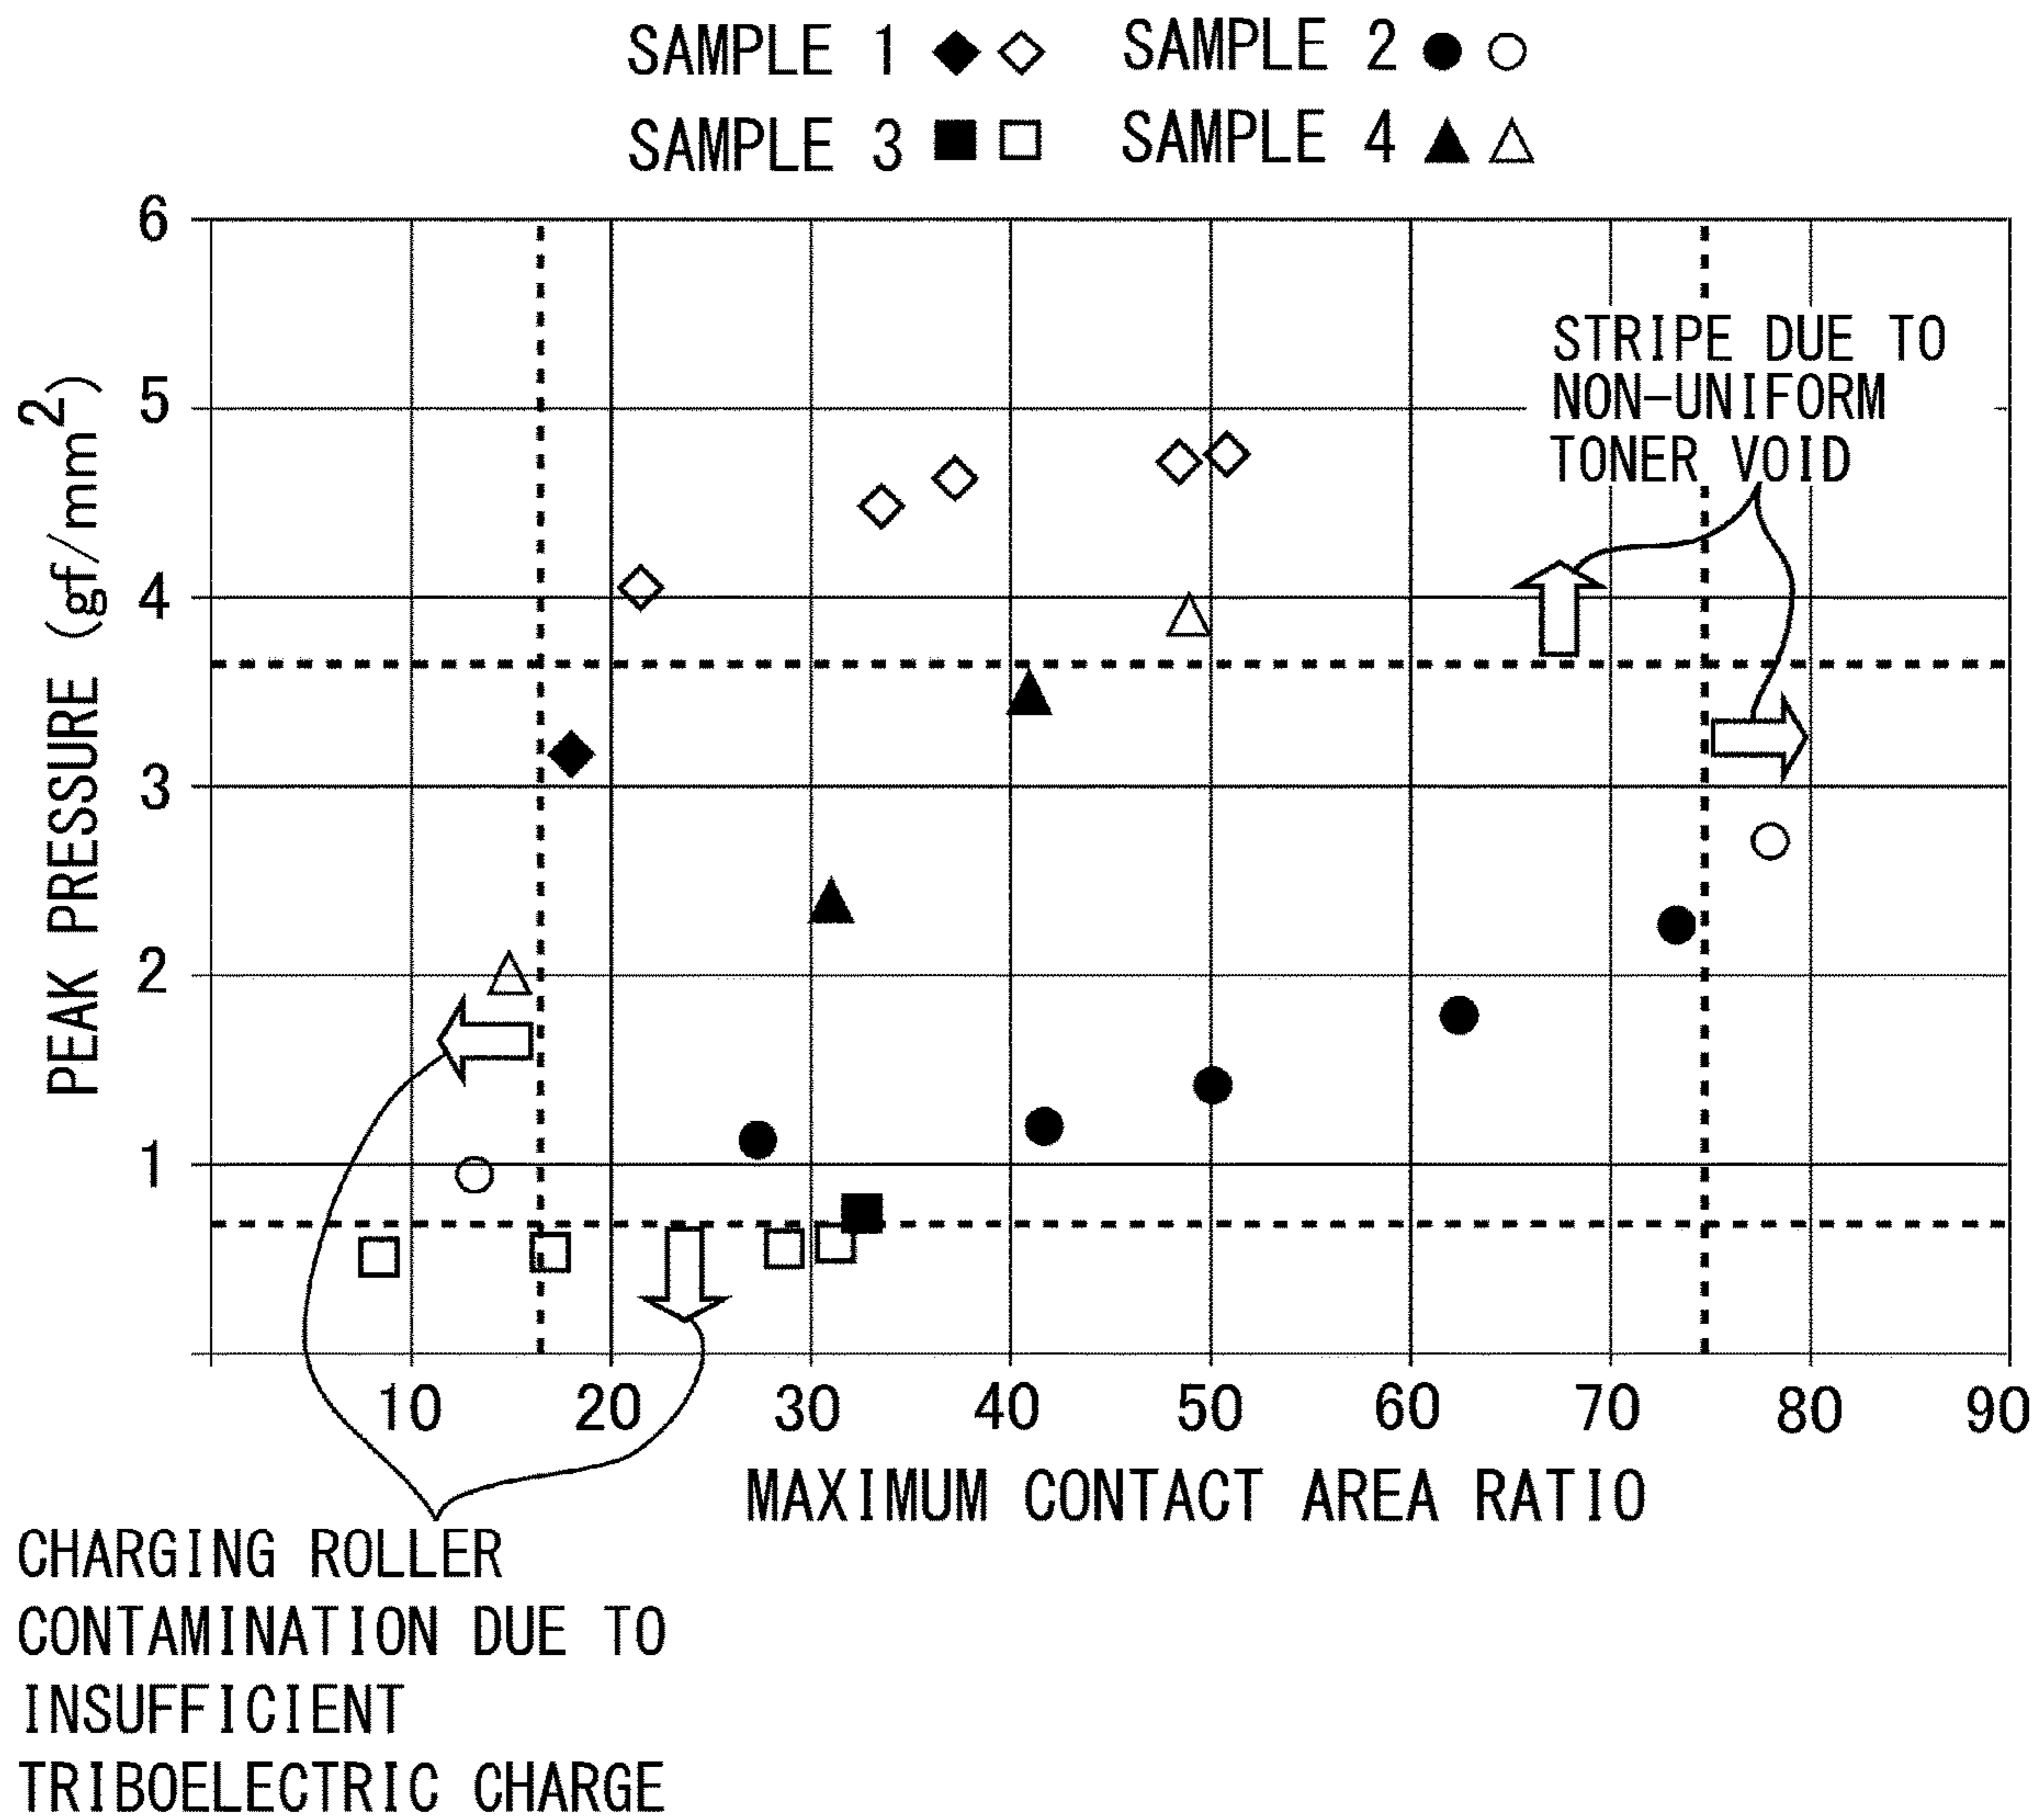 SAMPLE 1 ◆ ◇ SAMPLE 2 ● ○
SAMPLE 3 ■ □ SAMPLE 4 ▲ △
6
5
4
3
2
1
PEAK PRESSURE (gf/mm²)
STRIPE DUE TO
NON-UNIFORM
TONER VOID
10 20 30 40 50 60 70 80 90
MAXIMUM CONTACT AREA RATIO
CHARGING ROLLER
CONTAMINATION DUE TO
INSUFFICIENT
TRIBOELECTRIC CHARGE